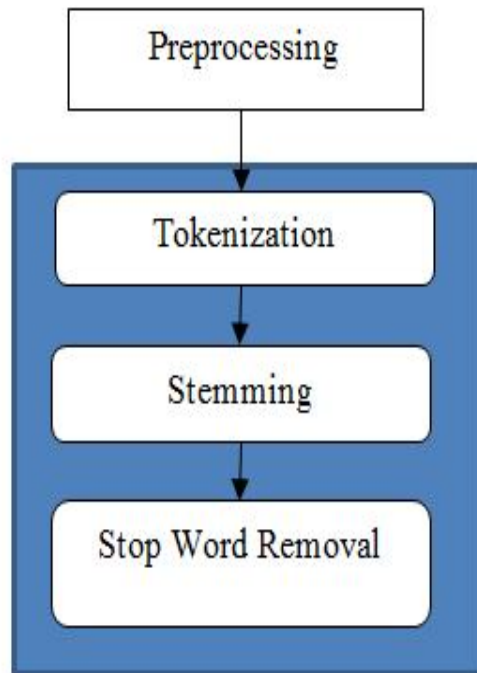 Preprocessing
Tokenization
Stemming
Stop Word Removal